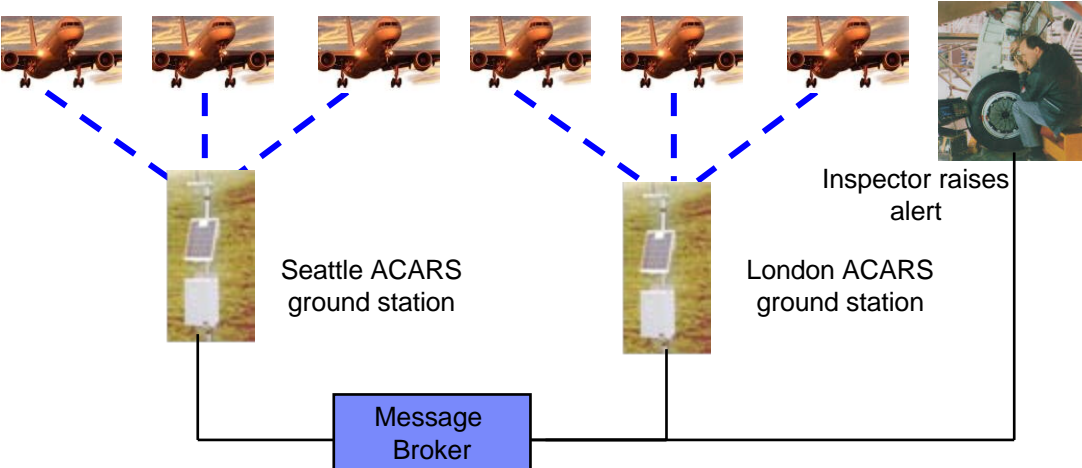 Inspector raises
alert
Seattle ACARS
ground station
London ACARS
ground station
Message
Broker